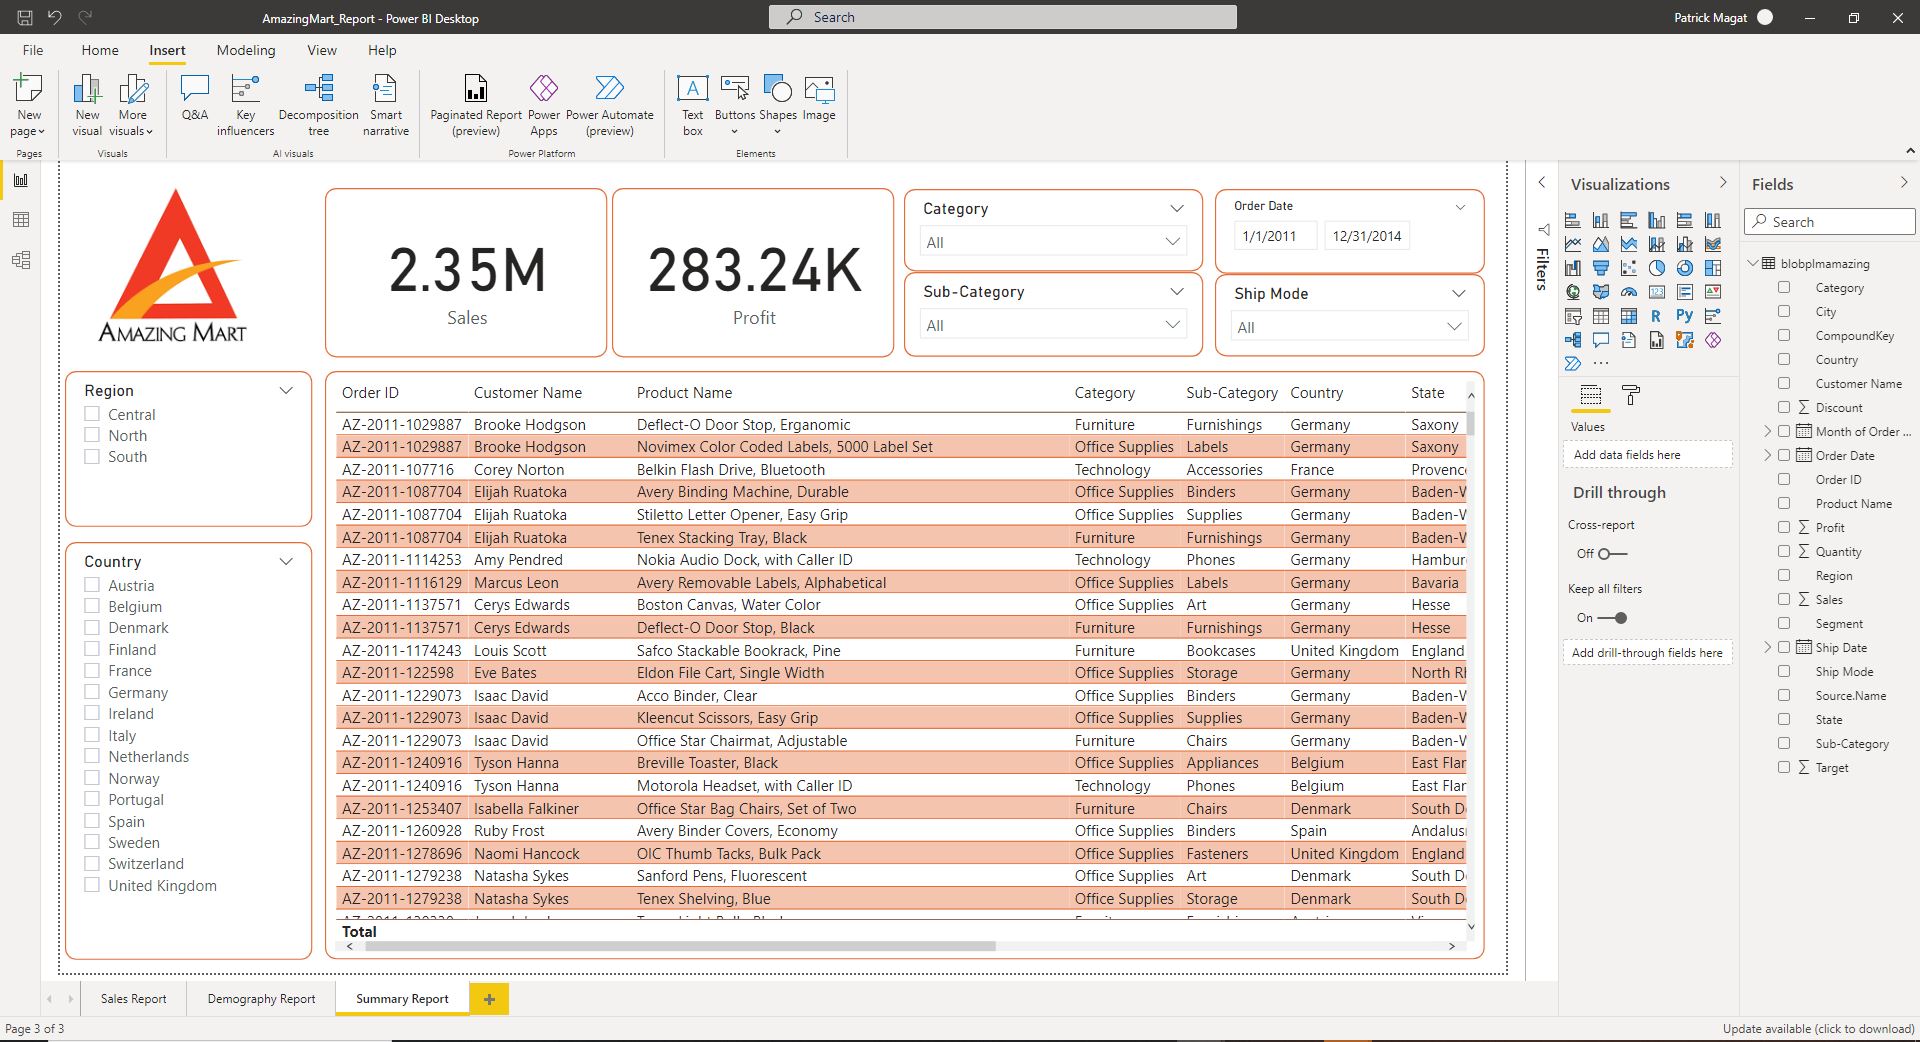 AmazingMart_Report - Power BI Desktop
Search
Patrick Magat
File Home Insert Modeling View Help
New page
New visual
More visuals
Q&A
Key influencers
Decomposition tree
Smart narrative
Paginated Report (preview)
Power Apps
Power Automate (preview)
Text box
Buttons
Shapes
Image
Pages
Visuals
AI visuals
Power Platform
Elements
AMAZING MART
2.35M
Sales
283.24K
Profit
Category
All
Sub-Category
All
Order Date
1/1/2011 12/31/2014
Ship Mode
All
Region
Central
North
South
Country
Austria
Belgium
Denmark
Finland
France
Germany
Ireland
Italy
Netherlands
Norway
Portugal
Spain
Sweden
Switzerland
United Kingdom
Order ID Customer Name Product Name Category Sub-Category Country State
AZ-2011-1029887 Brooke Hodgson Deflect-O Door Stop, Erganomic Furniture Furnishings Germany Saxony
AZ-2011-1029887 Brooke Hodgson Novimex Color Coded Labels, 5000 Label Set Office Supplies Labels Germany Saxony
AZ-2011-107716 Corey Norton Belkin Flash Drive, Bluetooth Technology Accessories France Provenc
AZ-2011-1087704 Elijah Ruatoka Avery Binding Machine, Durable Office Supplies Binders Germany Baden-W
AZ-2011-1087704 Elijah Ruatoka Stiletto Letter Opener, Easy Grip Office Supplies Supplies Germany Baden-W
AZ-2011-1087704 Elijah Ruatoka Tenex Stacking Tray, Black Furniture Furnishings Germany Baden-W
AZ-2011-1114253 Amy Pendred Nokia Audio Dock, with Caller ID Technology Phones Germany Hambur
AZ-2011-1116129 Marcus Leon Avery Removable Labels, Alphabetical Office Supplies Labels Germany Bavaria
AZ-2011-1137571 Cerys Edwards Boston Canvas, Water Color Office Supplies Art Germany Hesse
AZ-2011-1137571 Cerys Edwards Deflect-O Door Stop, Black Furniture Furnishings Germany Hesse
AZ-2011-1174243 Louis Scott Safco Stackable Bookrack, Pine Furniture Bookcases United Kingdom England
AZ-2011-122598 Eve Bates Eldon File Cart, Single Width Office Supplies Storage Germany North Rh
AZ-2011-1229073 Isaac David Acco Binder, Clear Office Supplies Binders Germany Baden-W
AZ-2011-1229073 Isaac David Kleencut Scissors, Easy Grip Office Supplies Supplies Germany Baden-W
AZ-2011-1229073 Isaac David Office Star Chairmat, Adjustable Furniture Chairs Germany Baden-W
AZ-2011-1240916 Tyson Hanna Breville Toaster, Black Office Supplies Appliances Belgium East Flan
AZ-2011-1240916 Tyson Hanna Motorola Headset, with Caller ID Technology Phones Belgium East Flan
AZ-2011-1253407 Isabella Falkiner Office Star Bag Chairs, Set of Two Furniture Chairs Denmark South De
AZ-2011-1260928 Ruby Frost Avery Binder Covers, Economy Office Supplies Binders Spain Andalus
AZ-2011-1278696 Naomi Hancock OIC Thumb Tacks, Bulk Pack Office Supplies Fasteners United Kingdom England
AZ-2011-1279238 Natasha Sykes Sanford Pens, Fluorescent Office Supplies Art Denmark South De
AZ-2011-1279238 Natasha Sykes Tenex Shelving, Blue Office Supplies Storage Denmark South De
Total
Filters
Visualizations
R
Py
Values
Add data fields here
Drill through
Cross-report
Off
Keep all filters
On
Add drill-through fields here
Fields
Search
blobplmamazing
Category
City
CompoundKey
Country
Customer Name
Discount
Month of Order ...
Order Date
Order ID
Product Name
Profit
Quantity
Region
Sales
Segment
Ship Date
Ship Mode
Source.Name
State
Sub-Category
Target
Sales Report
Demography Report
Summary Report
Page 3 of 3
Update available (click to download)